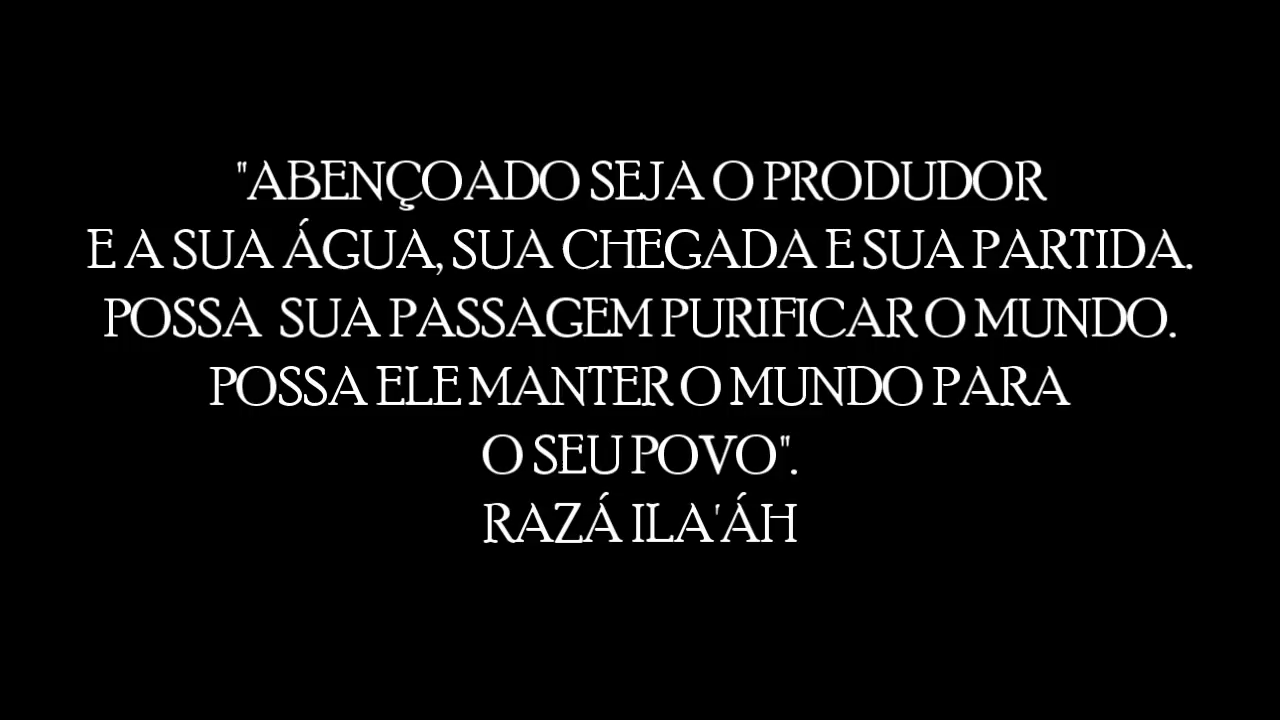 "ABENÇOADO SEJA O PRODUDOR
E A SUA ÁGUA, SUA CHEGADA E SUA PARTIDA.
POSSA SUA PASSAGEM PURIFICAR O MUNDO.
POSSA ELE MANTER O MUNDO PARA
O SEU POVO".
RAZÁ ILA'ÁH